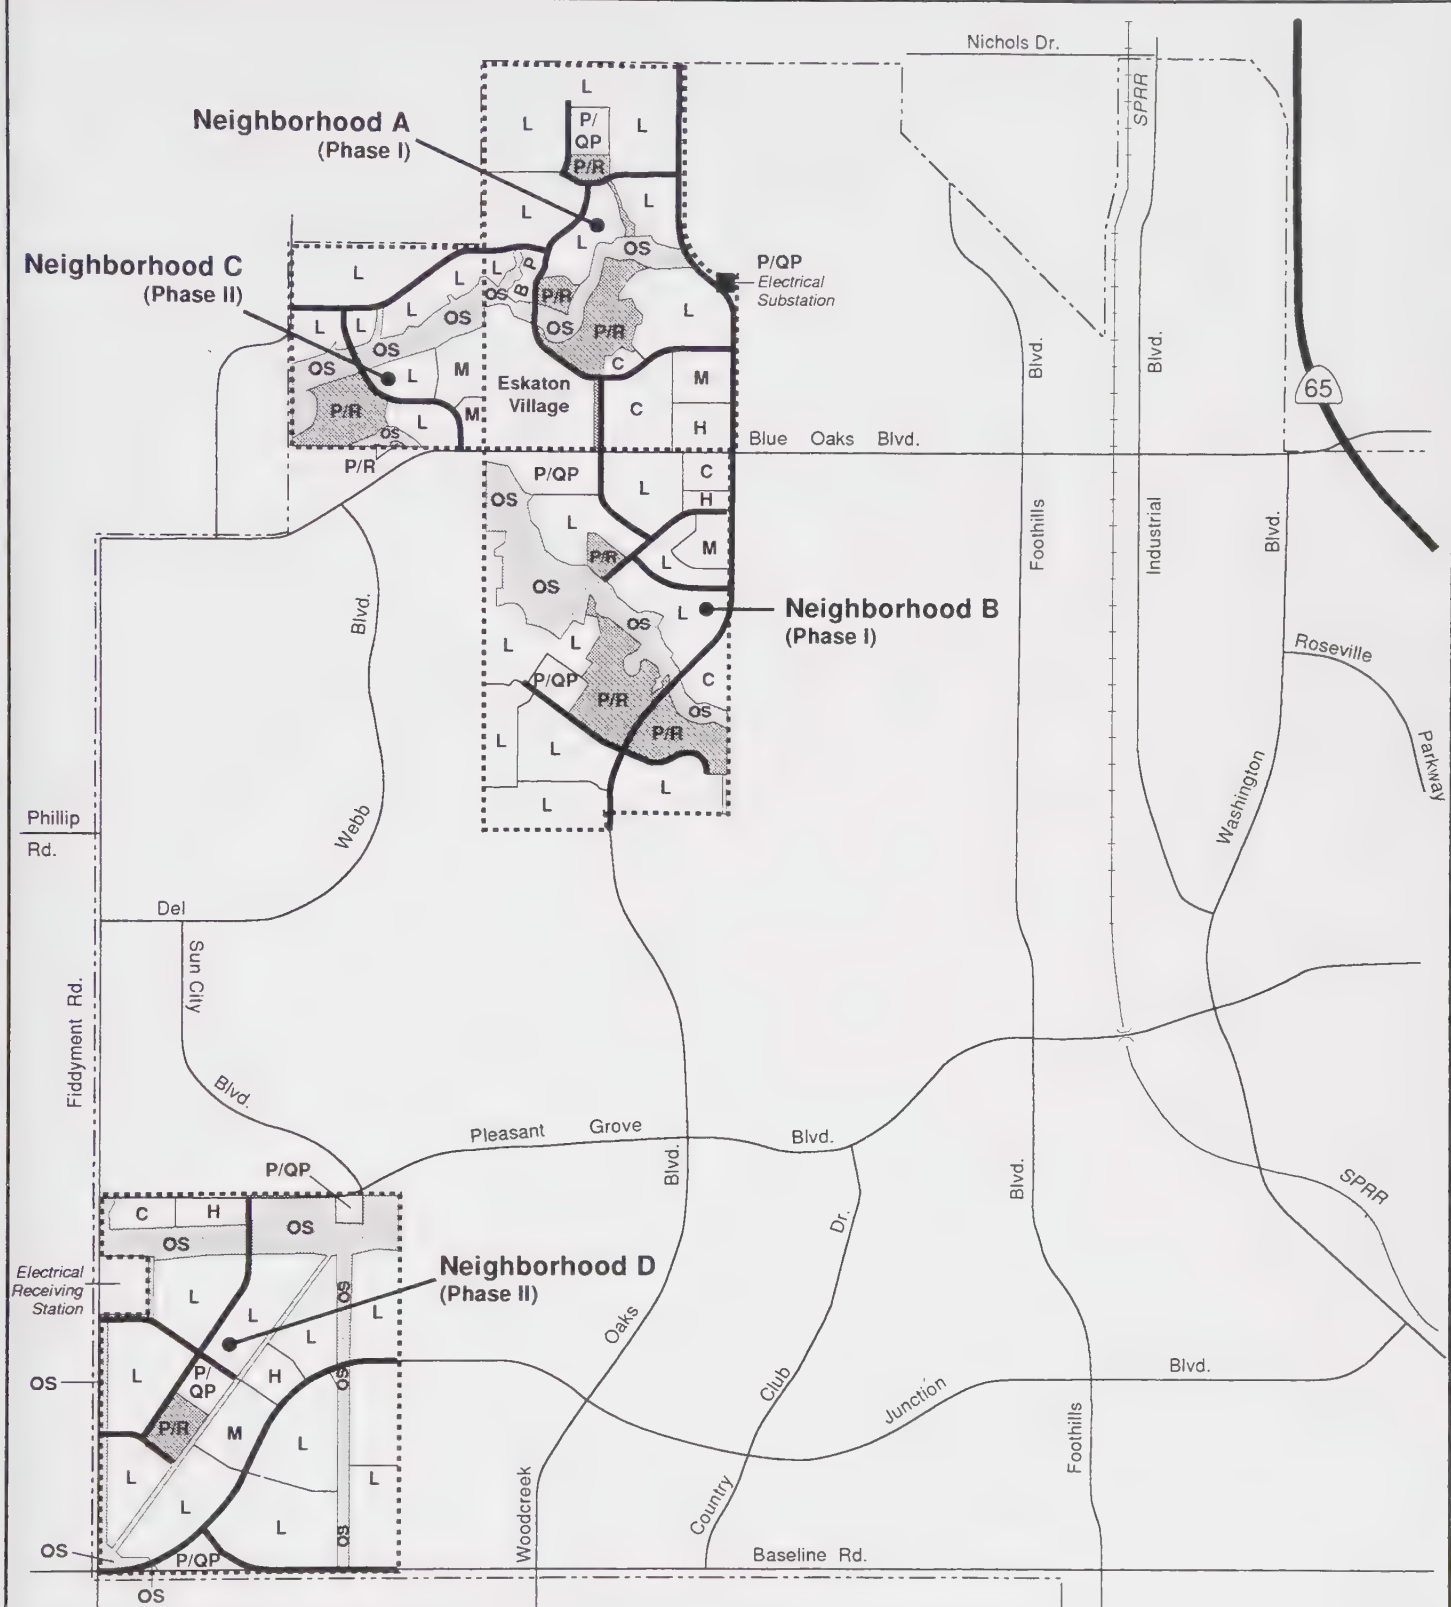 Nichols Dr.
SPRR
L
Neighborhood A
(Phase I)
L
P/
QP
L
P/R
L
L
L
OS
Neighborhood C
(Phase II)
L
L
L
B P
P/QP
Electrical
Substation
OS
P/R
L
L
L
L
OS
OS
P/R
OS
OS
L
M
C
Eskaton
Village
M
65
Blvd.
Blvd.
P/R
L
M
C
H
OS
P/R
Blue Oaks Blvd.
P/QP
C
OS
L
H
L
P/R
L
M
Foothills
Industrial
Blvd.
OS
Neighborhood B
(Phase I)
L
OS
Blvd.
L
L
P/QP
P/R
C
OS
P/R
L
L
L
L
Roseville
Parkway
Washington
Phillip
Rd.
Webb
Del
Sun City
Fiddyment Rd.
Blvd.
Pleasant Grove Blvd.
Blvd.
Blvd.
P/QP
SPRR
C
H
OS
OS
Dr.
Electrical
Receiving
Station
Neighborhood D
(Phase II)
L
L
OS
L
L
Oaks
OS
L
P/
QP
H
OS
Blvd.
Club
Junction
P/R
M
L
Foothills
L
L
L
L
Woodcreek
Country
OS
OS
P/QP
Baseline Rd.
OS